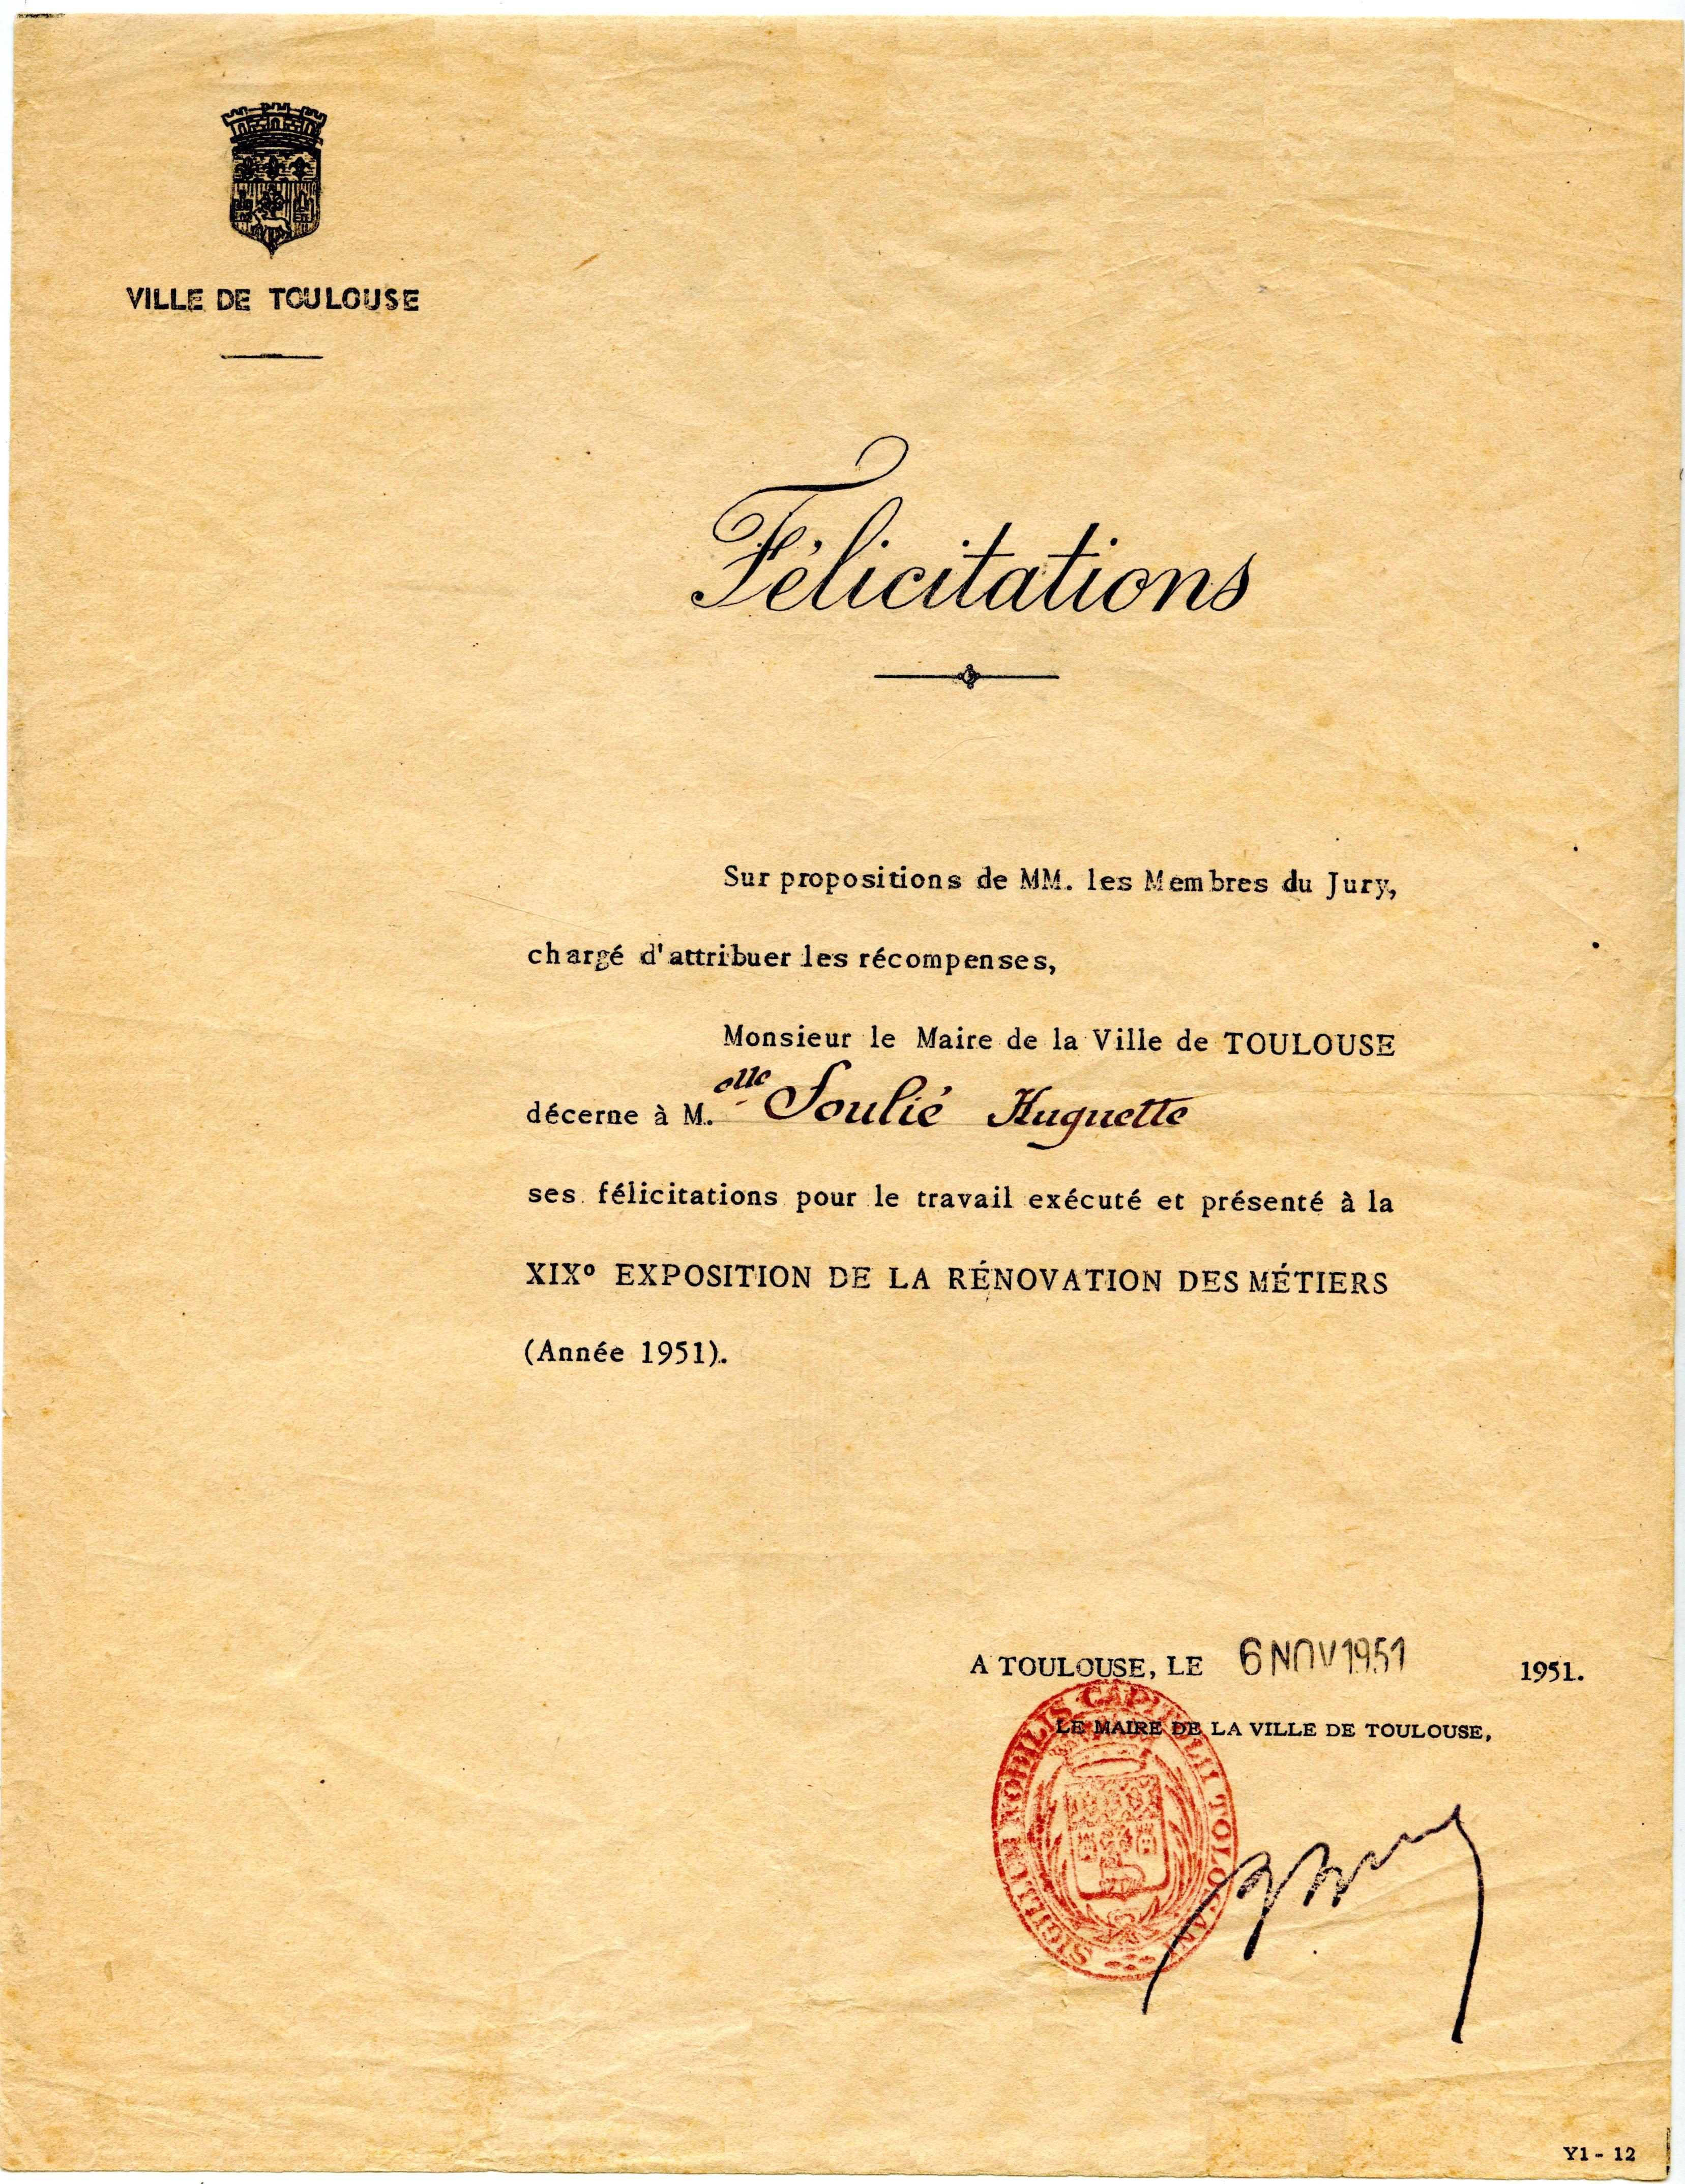 VILLE DE TOULOUSE
Félicitations
Sur propositions de MM. les Membres du Jury,
chargé d'attribuer les récompenses,
Monsieur le Maire de la Ville de TOULOUSE
décerne à M.elle Soulié Huguette
ses félicitations pour le travail exécuté et présenté à la
XIXº EXPOSITION DE LA RÉNOVATION DES MÉTIERS
(Année 1951).
A TOULOUSE, LE 6 NOV 1951 1951.
LE MAIRE DE LA VILLE DE TOULOUSE,
SIGILLUM NOBILIS
Y1 - 12